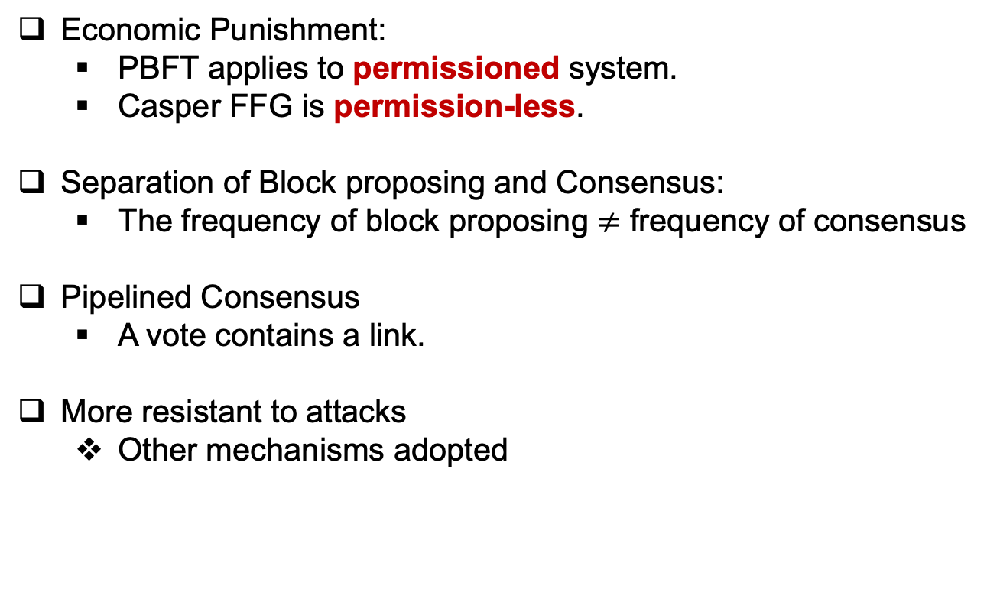 ❑ Economic Punishment:
▪ PBFT applies to permissioned system.
▪ Casper FFG is permission-less.
❑ Separation of Block proposing and Consensus:
▪ The frequency of block proposing ≠ frequency of consensus
❑ Pipelined Consensus
▪ A vote contains a link.
❑ More resistant to attacks
❖ Other mechanisms adopted